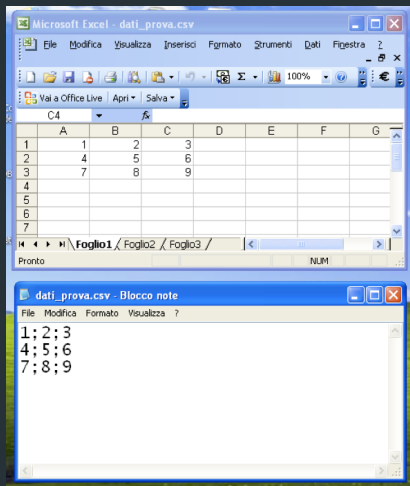 Microsoft Excel - dati_prova.csv
File Modifica Visualizza Inserisci Formato Strumenti Dati Finestra ?
Σ 100% €
Vai a Office Live Apri Salva
C4 fx
A B C D E F G
1 1 2 3
2 4 5 6
3 7 8 9
4
5
6
7
Foglio1 Foglio2 Foglio3
Pronto NUM
dati_prova.csv - Blocco note
File Modifica Formato Visualizza ?
1;2;3
4;5;6
7;8;9